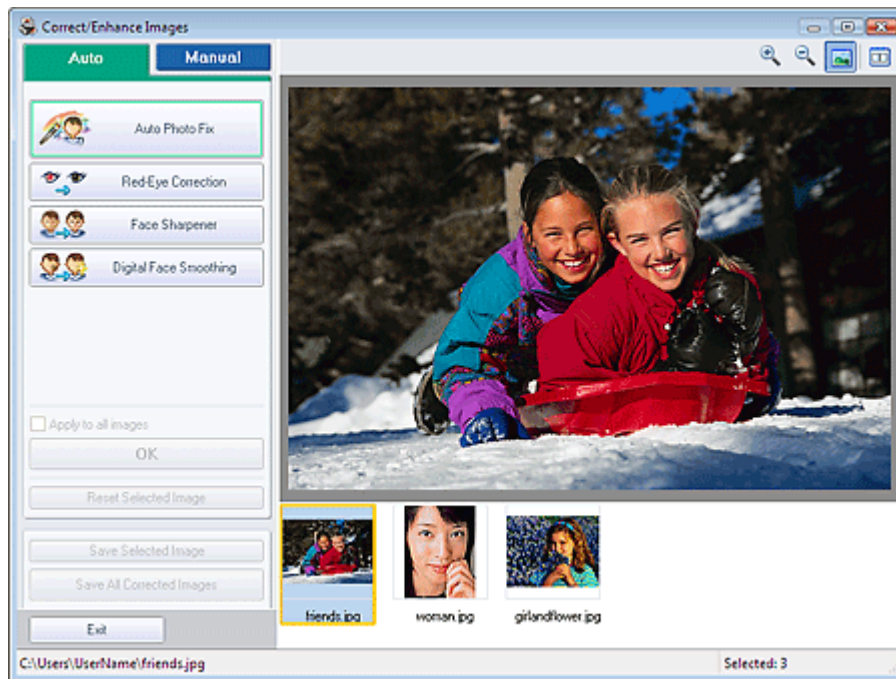 Correct/Enhance Images
Auto
Manual
Auto Photo Fix
Red-Eye Correction
Face Sharpener
Digital Face Smoothing
Apply to all images
OK
Reset Selected Image
Save Selected Image
Save All Corrected Images
Exit
friends.jpg
woman.jpg
girlandflower.jpg
C:\Users\UserName\friends.jpg
Selected: 3